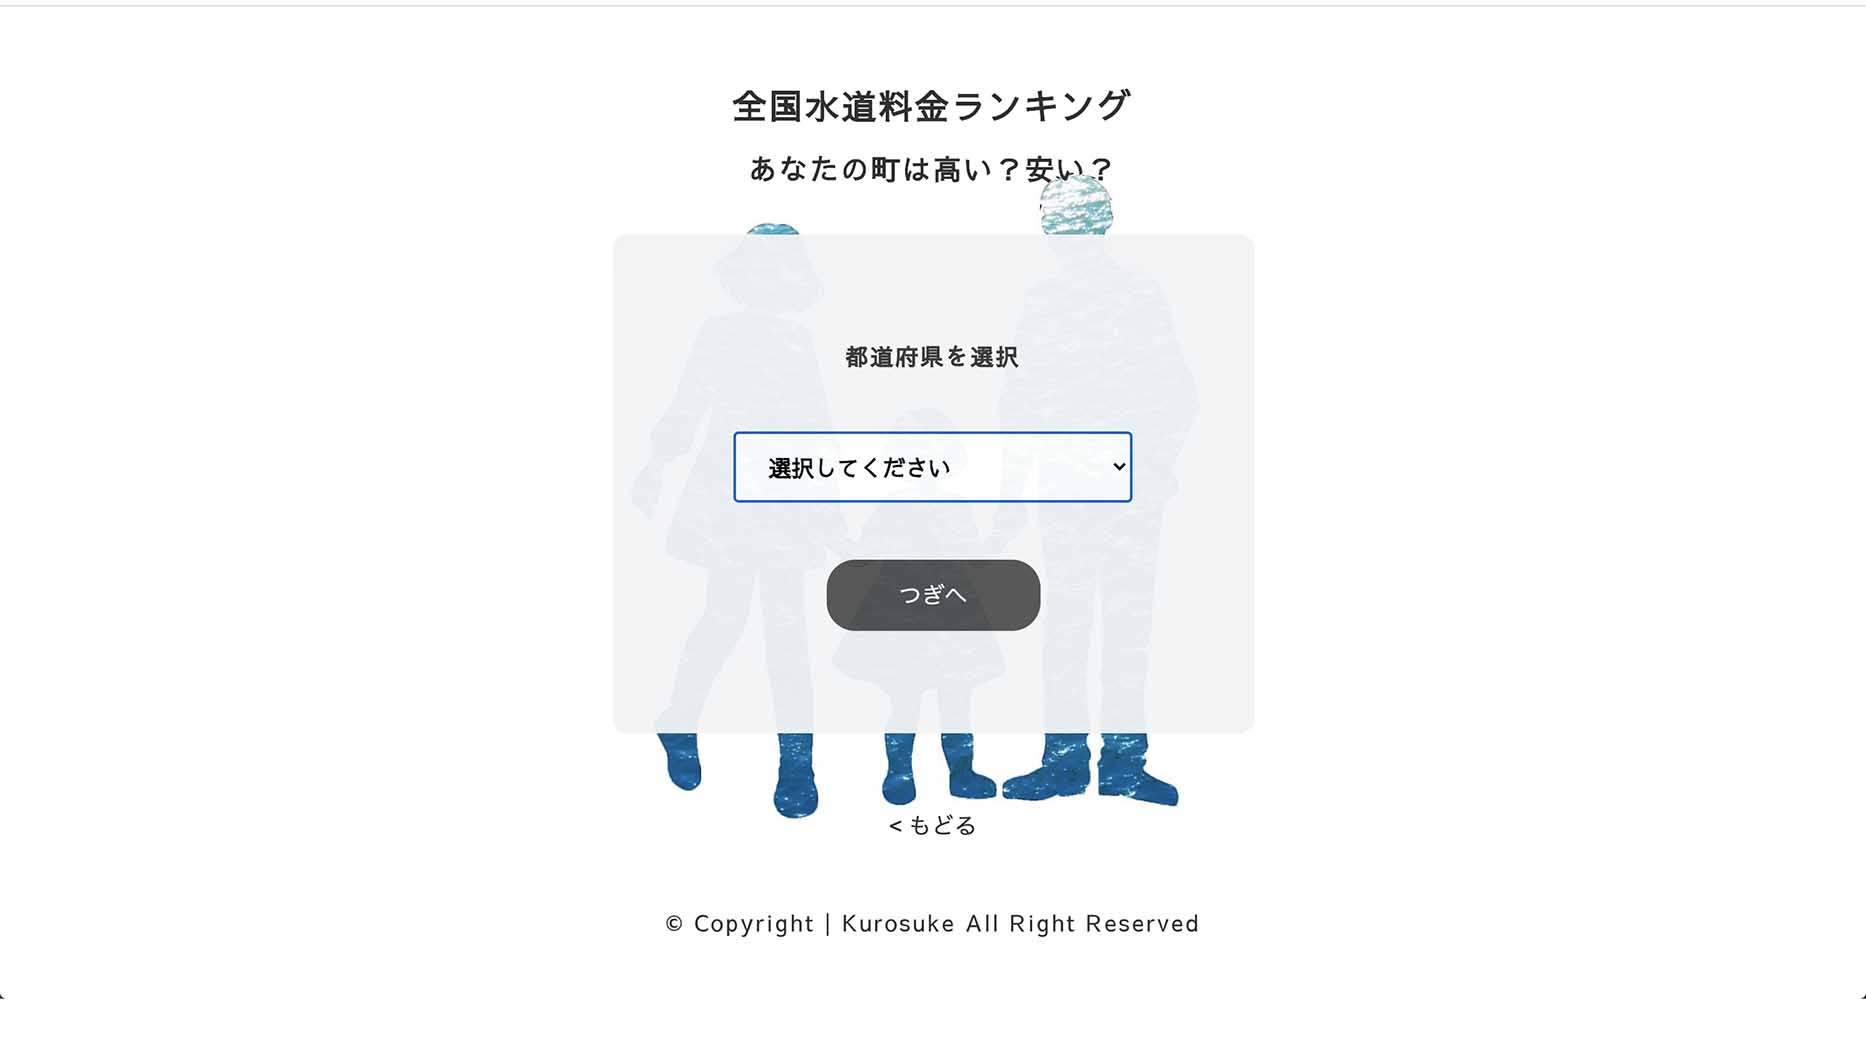 全国水道料金ランキング
あなたの町は高い？安い？
都道府県を選択
選択してください
つぎへ
< もどる
© Copyright | Kurosuke All Right Reserved